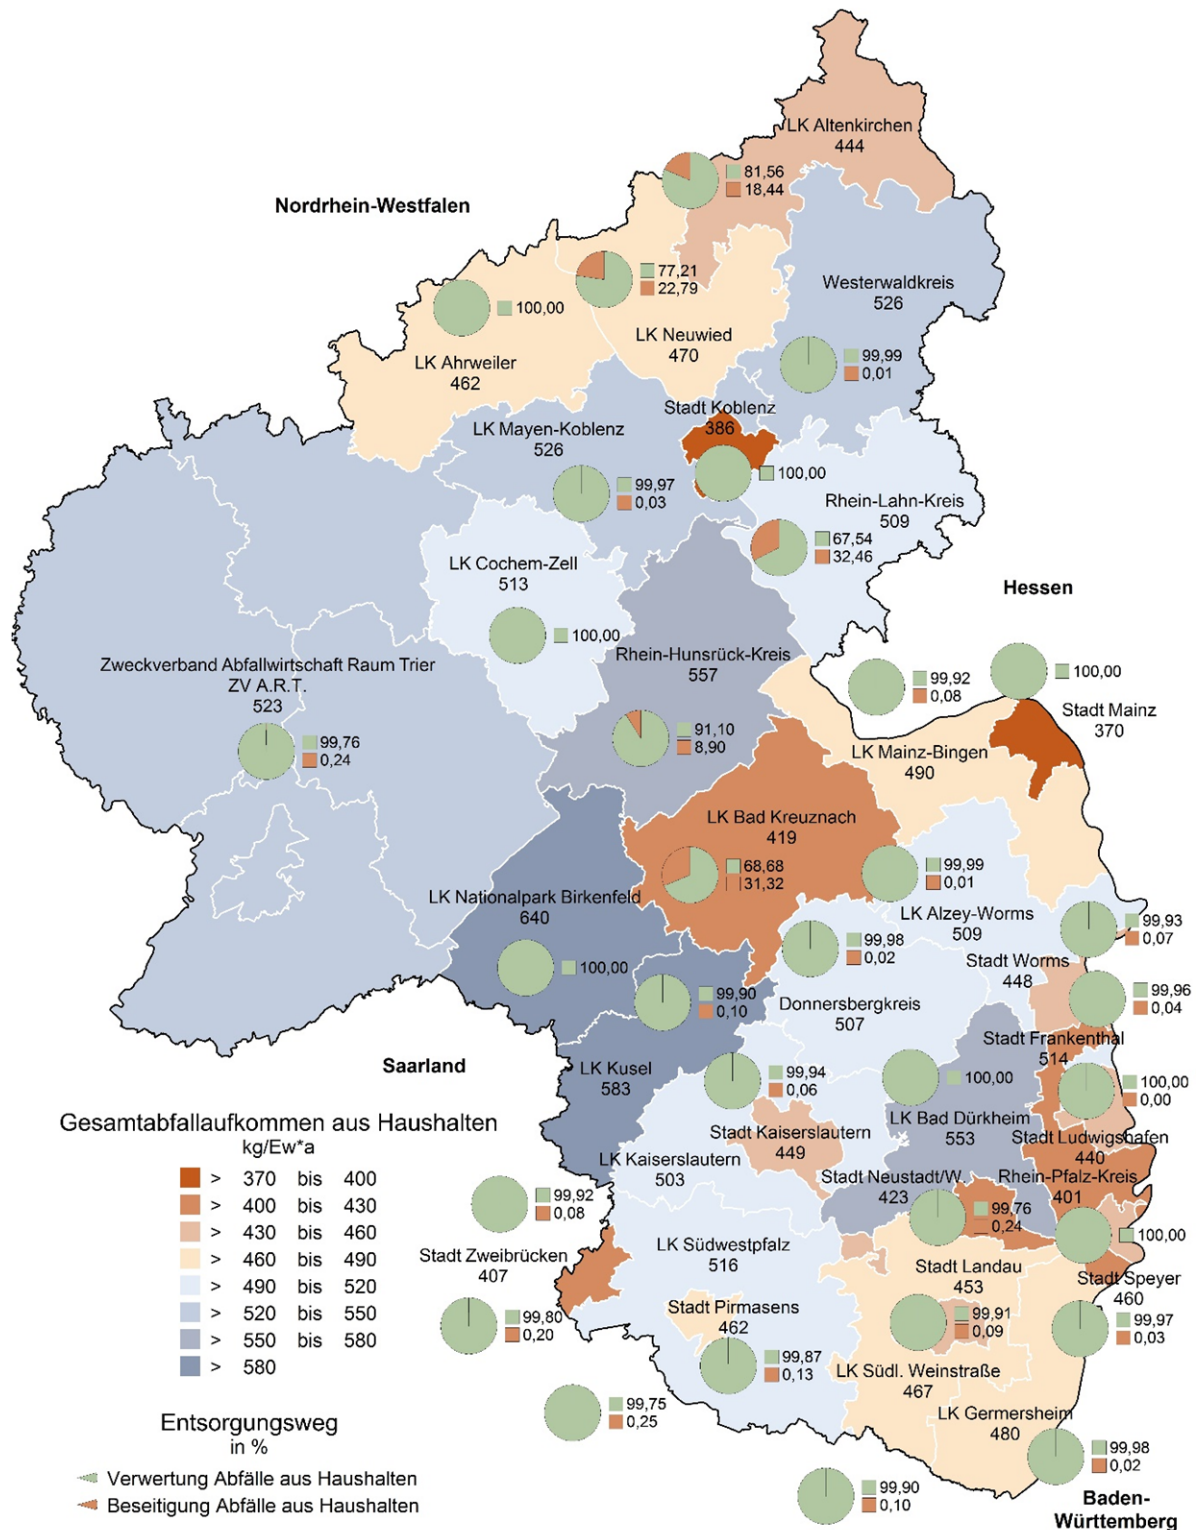 LK Altenkirchen
444
81,56
18,44
Nordrhein-Westfalen
77,21
22,79
Westerwaldkreis
526
100,00
LK Neuwied
470
LK Ahrweiler
462
99,99
0,01
Stadt Koblenz
386
LK Mayen-Koblenz
526
100,00
99,97
0,03
Rhein-Lahn-Kreis
509
67,54
32,46
LK Cochem-Zell
513
Hessen
100,00
Rhein-Hunsrück-Kreis
557
Zweckverband Abfallwirtschaft Raum Trier
ZV A.R.T.
523
99,92
0,08
100,00
Stadt Mainz
370
99,76
0,24
91,10
8,90
LK Mainz-Bingen
490
LK Bad Kreuznach
419
68,68
31,32
99,99
0,01
LK Nationalpark Birkenfeld
640
LK Alzey-Worms
509
99,93
0,07
99,98
0,02
Stadt Worms
448
100,00
99,90
0,10
99,96
0,04
Donnersbergkreis
507
Stadt Frankenthal
514
Saarland
LK Kusel
583
99,94
0,06
100,00
100,00
0,00
Gesamtabfallaufkommen aus Haushalten
kg/Ew*a
LK Bad Dürkheim
553
Stadt Kaiserslautern
449
Stadt Ludwigshafen
440
LK Kaiserslautern
503
Stadt Neustadt/W.
423
Rhein-Pfalz-Kreis
401
> 370 bis 400
> 400 bis 430
> 430 bis 460
> 460 bis 490
> 490 bis 520
> 520 bis 550
> 550 bis 580
> 580
99,92
0,08
99,76
0,24
100,00
Stadt Zweibrücken
407
LK Südwestpfalz
516
Stadt Landau
453
Stadt Speyer
460
Stadt Pirmasens
462
99,80
0,20
99,91
0,09
99,97
0,03
99,87
0,13
LK Südl. Weinstraße
467
99,75
0,25
LK Germersheim
480
Entsorgungsweg
in %
Verwertung Abfälle aus Haushalten
Beseitigung Abfälle aus Haushalten
99,98
0,02
99,90
0,10
Baden-
Württemberg